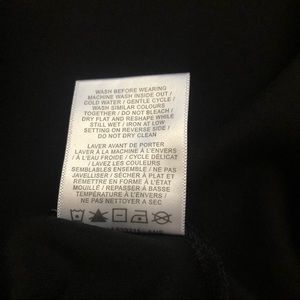 WASH BEFORE WEARING
MACHINE WASH INSIDE OUT /
COLD WATER / GENTLE CYCLE /
WASH SIMILAR COLOURS
TOGETHER / DO NOT BLEACH /
DRY FLAT AND RESHAPE WHILE
STILL WET / IRON AT LOW
SETTING ON REVERSE SIDE /
DO NOT DRY CLEAN
LAVER AVANT DE PORTER
LAVER À LA MACHINE À L'ENVERS
/ À L'EAU FROIDE / CYCLE DÉLICAT
/ LAVEZ LES COULEURS
SEMBLABLES ENSEMBLE / NE PAS
JAVELLISER / SÉCHER À PLAT ET
REMETTRE EN FORME À L'ÉTAT
MOUILLÉ / REPASSER À BASSE
TEMPÉRATURE À L'ENVERS /
NE PAS NETTOYER A SEC